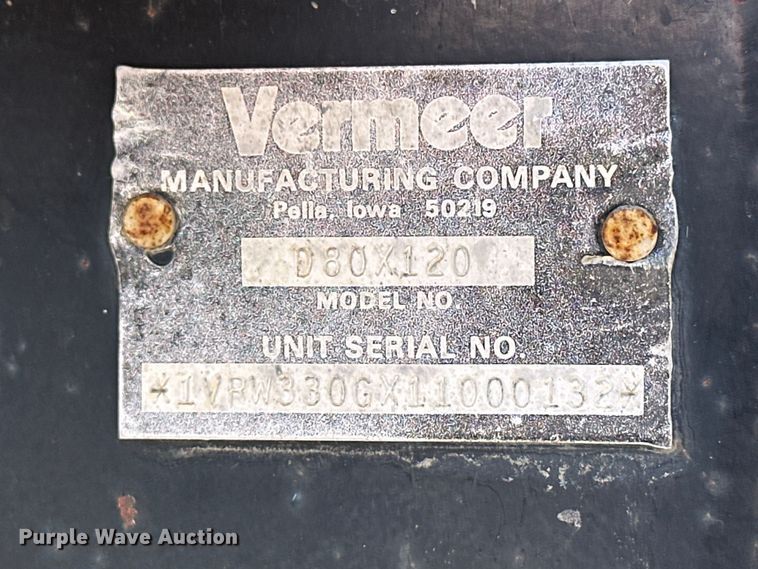 Vermeer
MANUFACTURING COMPANY
Pella, Iowa 50219
D80X120
MODEL NO
UNIT SERIAL NO.
*1VRW330GX11000132*
Purple Wave Auction